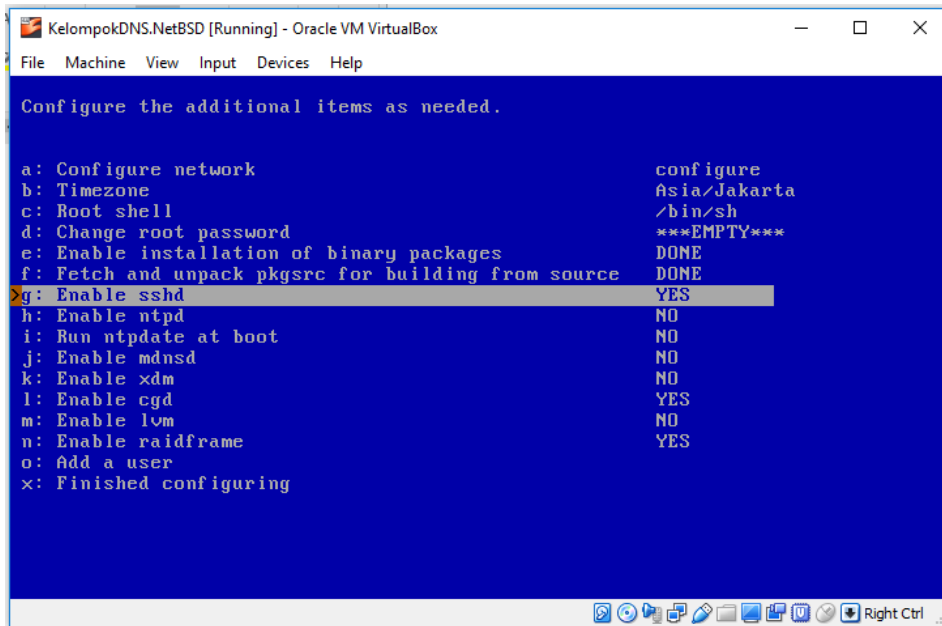 KelompokDNS.NetBSD [Running] - Oracle VM VirtualBox
File Machine View Input Devices Help
Configure the additional items as needed.
a: Configure network configure
b: Timezone Asia/Jakarta
c: Root shell /bin/sh
d: Change root password ***EMPTY***
e: Enable installation of binary packages DONE
f: Fetch and unpack pkgsrc for building from source DONE
>g: Enable sshd YES
h: Enable ntpd NO
i: Run ntpdate at boot NO
j: Enable mdnsd NO
k: Enable xdm NO
l: Enable cgd YES
m: Enable lvm NO
n: Enable raidframe YES
o: Add a user
x: Finished configuring
Right Ctrl